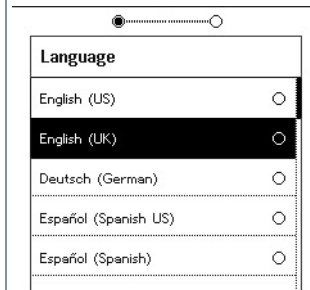 Language
English (US)
English (UK)
Deutsch (German)
Español (Spanish US)
Español (Spanish)